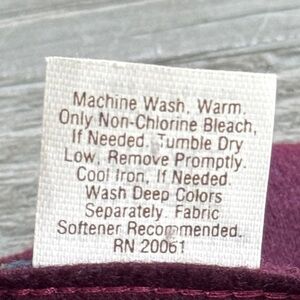 Machine Wash, Warm.
Only Non-Chlorine Bleach,
If Needed. Tumble Dry
Low, Remove Promptly.
Cool Iron, If Needed.
Wash Deep Colors
Separately. Fabric
Softener Recommended.
RN 20061